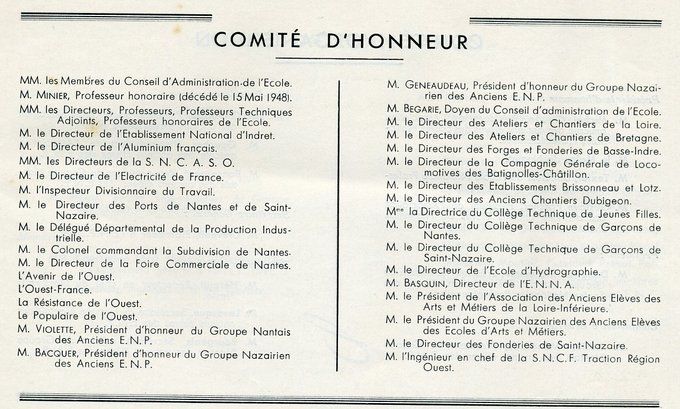 COMITÉ D'HONNEUR
MM. les Membres du Conseil d'Administration de l'Ecole.
M. MINIER, Professeur honoraire (décédé le 15 Mai 1948).
MM. les Directeurs, Professeurs, Professeurs Techniques
Adjoints, Professeurs honoraires de l'Ecole.
M. le Directeur de l'Etablissement National d'Indret.
M. le Directeur de l'Aluminium français.
MM. les Directeurs de la S. N. C. A. S. O.
M. le Directeur de l'Electricité de France.
M. l'Inspecteur Divisionnaire du Travail.
M. le Directeur des Ports de Nantes et de Saint-
Nazaire.
M. le Délégué Départemental de la Production Indus-
trielle.
M. le Colonel commandant la Subdivision de Nantes.
M. le Directeur de la Foire Commerciale de Nantes.
L'Avenir de l'Ouest.
L'Ouest-France.
La Résistance de l'Ouest.
Le Populaire de l'Ouest.
M. VIOLETTE, Président d'honneur du Groupe Nantais
des Anciens E. N. P.
M. BACQUER, Président d'honneur du Groupe Nazairien
des Anciens E. N. P.
M. GENEAUDEAU, Président d'honneur du Groupe Nazai-
rien des Anciens E. N. P.
M. BEGARIE, Doyen du Conseil d'administration de l'Ecole.
M. le Directeur des Ateliers et Chantiers de la Loire.
M. le Directeur des Ateliers et Chantiers de Bretagne.
M. le Directeur des Forges et Fonderies de Basse-Indre.
M. le Directeur de la Compagnie Générale de Loco-
motives des Batignolles-Châtillon.
M. le Directeur des Etablissements Brissonneau et Lotz.
M. le Directeur des Anciens Chantiers Dubigeon.
Mme la Directrice du Collège Technique de Jeunes Filles.
M. le Directeur du Collège Technique de Garçons de
Nantes.
M. le Directeur du Collège Technique de Garçons de
Saint-Nazaire.
M. le Directeur de l'Ecole d'Hydrographie.
M. BASQUIN, Directeur de l'E. N. N. A.
M. le Président de l'Association des Anciens Elèves des
Arts et Métiers de la Loire-Inférieure.
M. le Président du Groupe Nazairien des Anciens Elèves
des Ecoles d'Arts et Métiers.
M. le Directeur des Fonderies de Saint-Nazaire.
M. l'Ingénieur en chef de la S. N. C. F. Traction Région
Ouest.